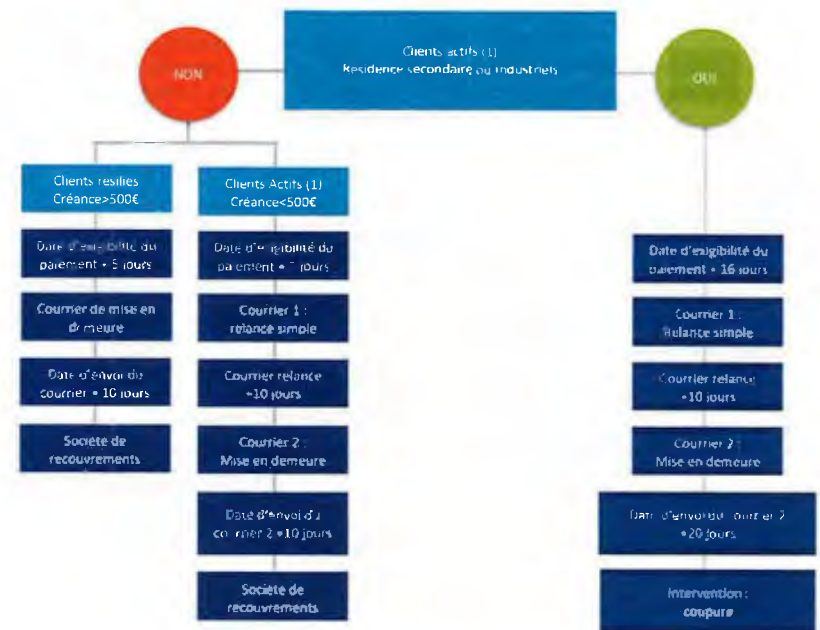 Clients actifs (1)
Résidence secondaire ou industriels
NON
OUI
Clients résiliés
Créance>500€
Date d'exigibilité du
paiement + 5 jours
Courrier de mise en
demeure
Date d'envoi du
courrier + 10 jours
Société de
recouvrements
Clients Actifs (1)
Créance<500€
Date d'exigibilité du
paiement + jours
Courrier 1 :
relance simple
Courrier relance
+10 jours
Courrier 2 :
Mise en demeure
Date d'envoi du
courrier 2 +10 jours
Société de
recouvrements
Date d'exigibilité du
paiement + 16 jours
Courrier 1 :
Relance simple
Courrier relance
+10 jours
Courrier 2 :
Mise en demeure
Date d'envoi du courrier 2
+20 jours
Intervention :
coupure